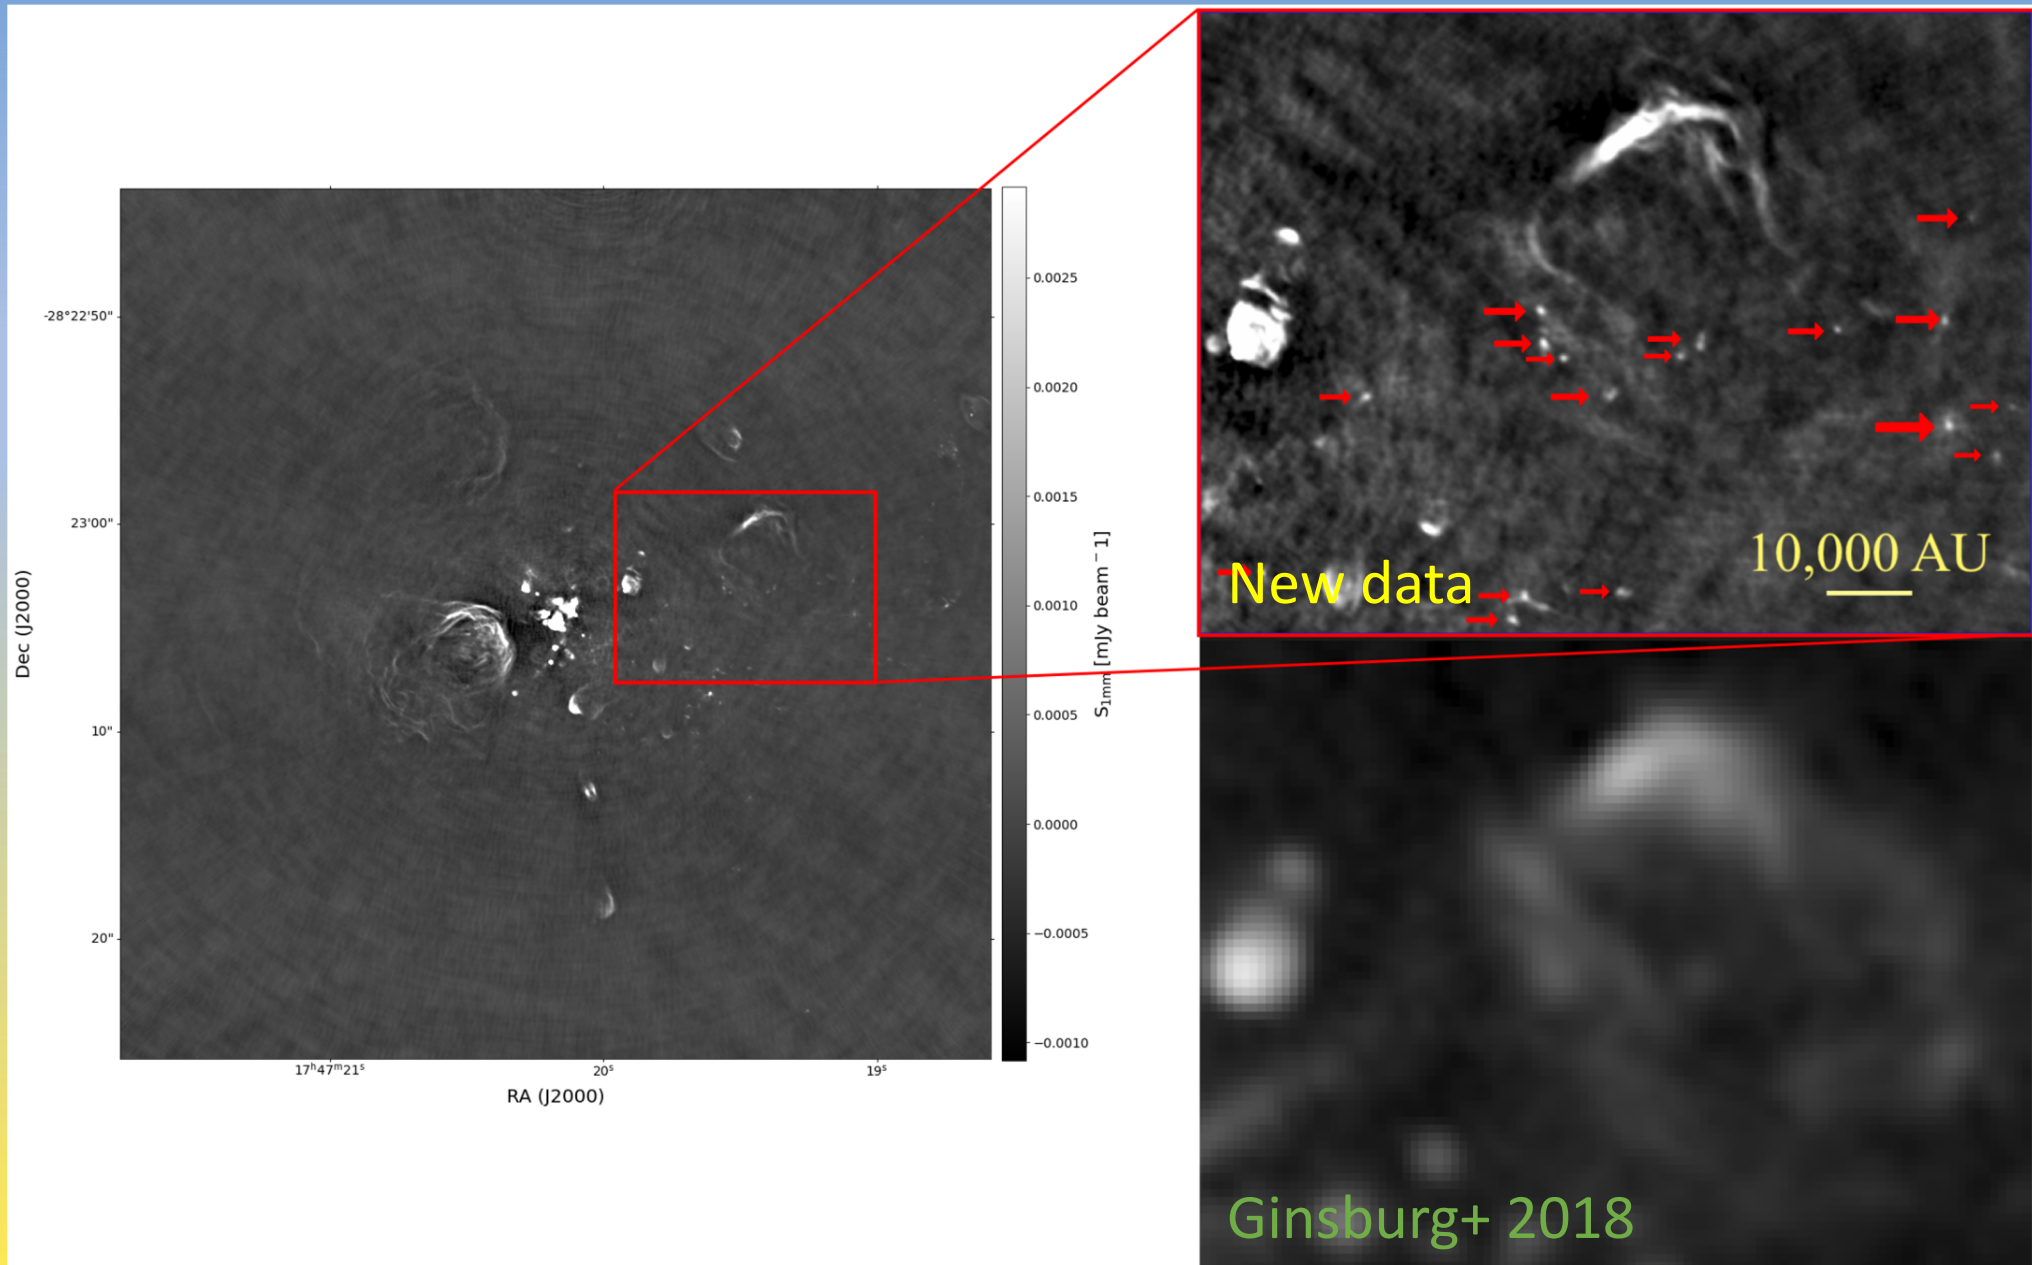 -28°22'50"
23'00"
10"
20"
Dec (J2000)
17ʰ47ᵐ21ˢ
20ˢ
19ˢ
RA (J2000)
0.0025
0.0020
0.0015
0.0010
0.0005
0.0000
−0.0005
−0.0010
S₁ₘₘ [mJy beam⁻1]
10,000 AU
New data
Ginsburg+ 2018